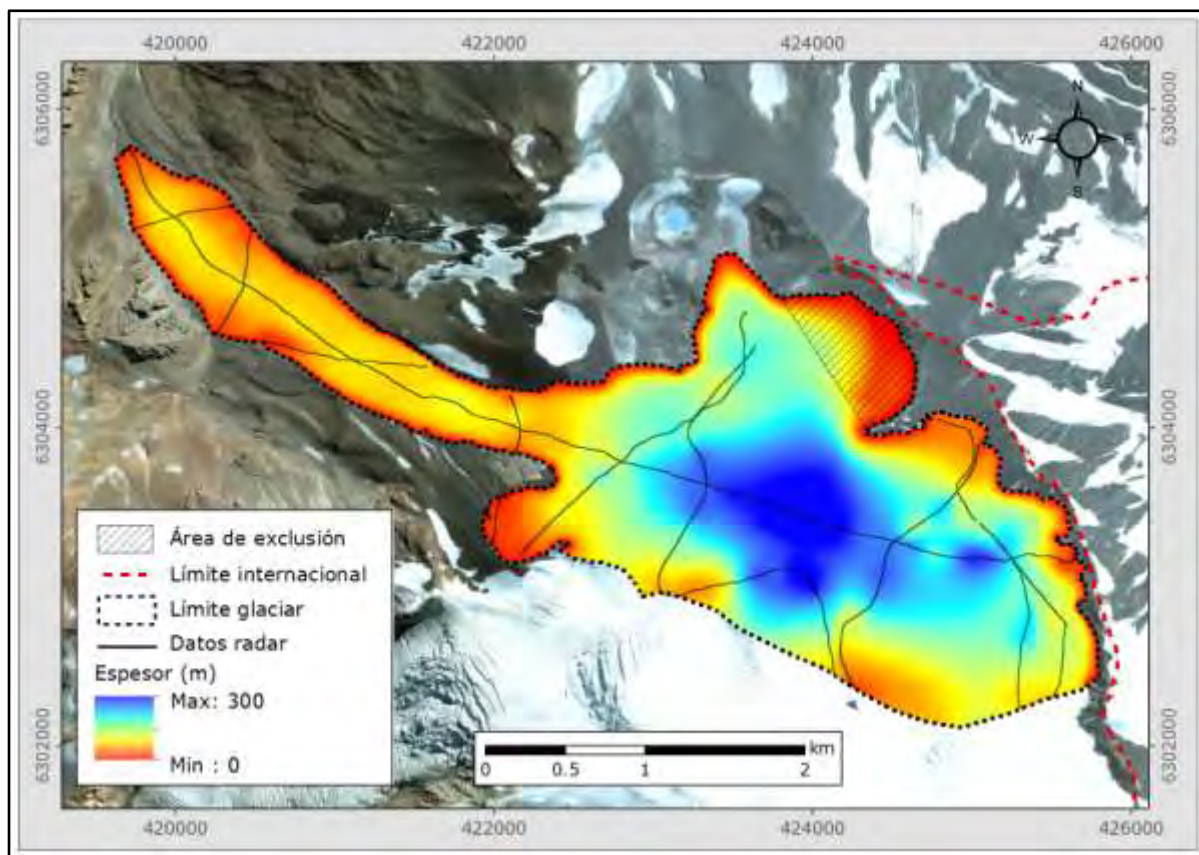 420000 422000 424000 426000
6306000 6306000
N
W E
S
6304000 6304000
Área de exclusión
Límite internacional
Límite glaciar
Datos radar
Espesor (m)
Max: 300
Min : 0
km
0 0.5 1 2
6302000 6302000
420000 422000 424000 426000